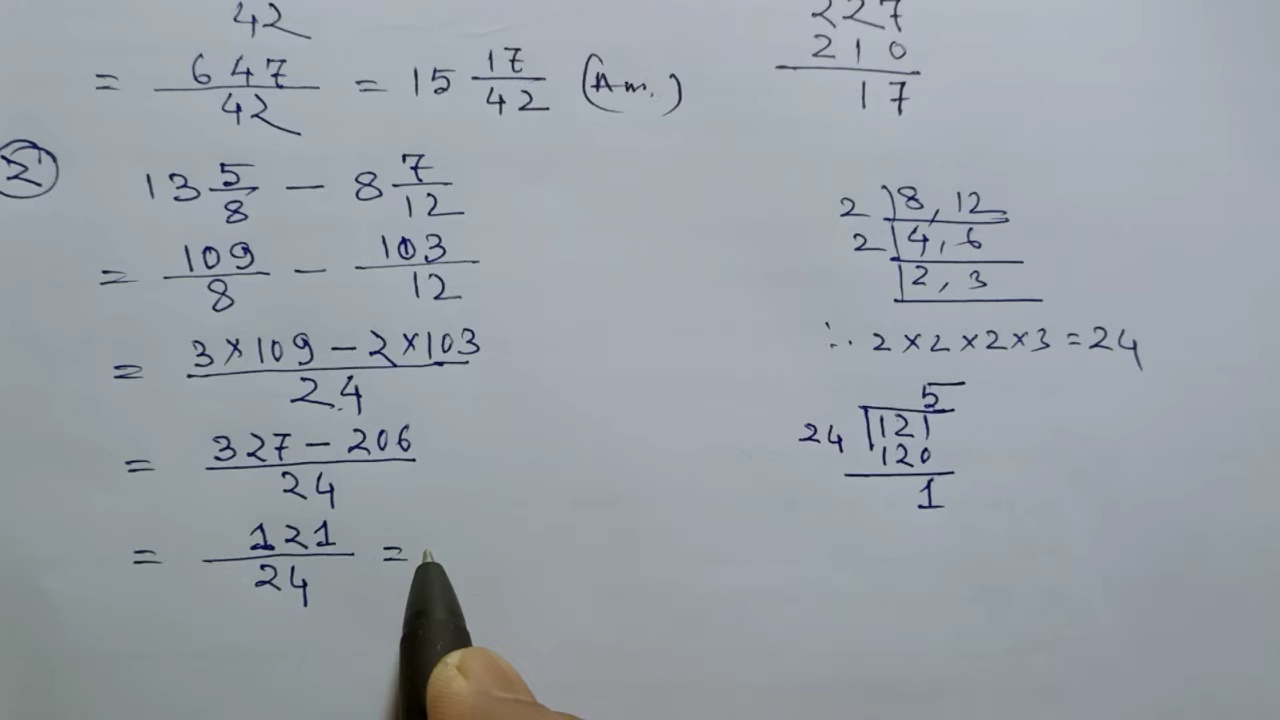 42
= 647/42 = 15 17/42 (Ans.)
227
210
17
2
13 5/8 - 8 7/12
= 109/8 - 103/12
= 3×109 - 2×103/24
= 327 - 206/24
= 121/24 =
2 | 8, 12
2 | 4, 6
| 2, 3
∴ 2×2×2×3 = 24
5
24 | 121
120
1